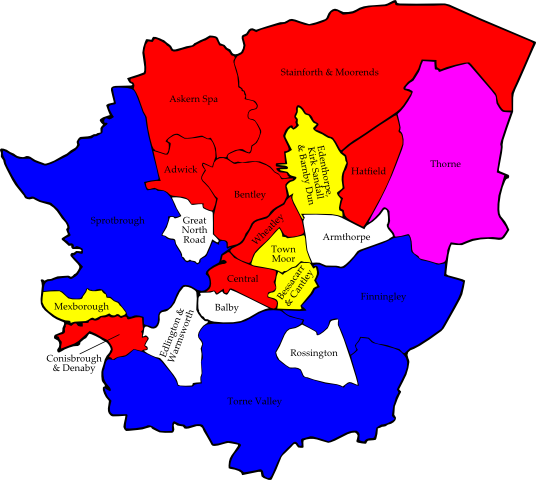 Stainforth & Moorends
Askern Spa
Edenthorpe,
Kirk Sandall
& Barnby Dun
Thorne
Adwick
Hatfield
Bentley
Sprotbrough
Great
North
Road
Wheatley
Armthorpe
Town
Moor
Central
Bessacarr
& Cantley
Finningley
Mexborough
Balby
Edlington &
Warmsworth
Rossington
Conisbrough
& Denaby
Torne Valley